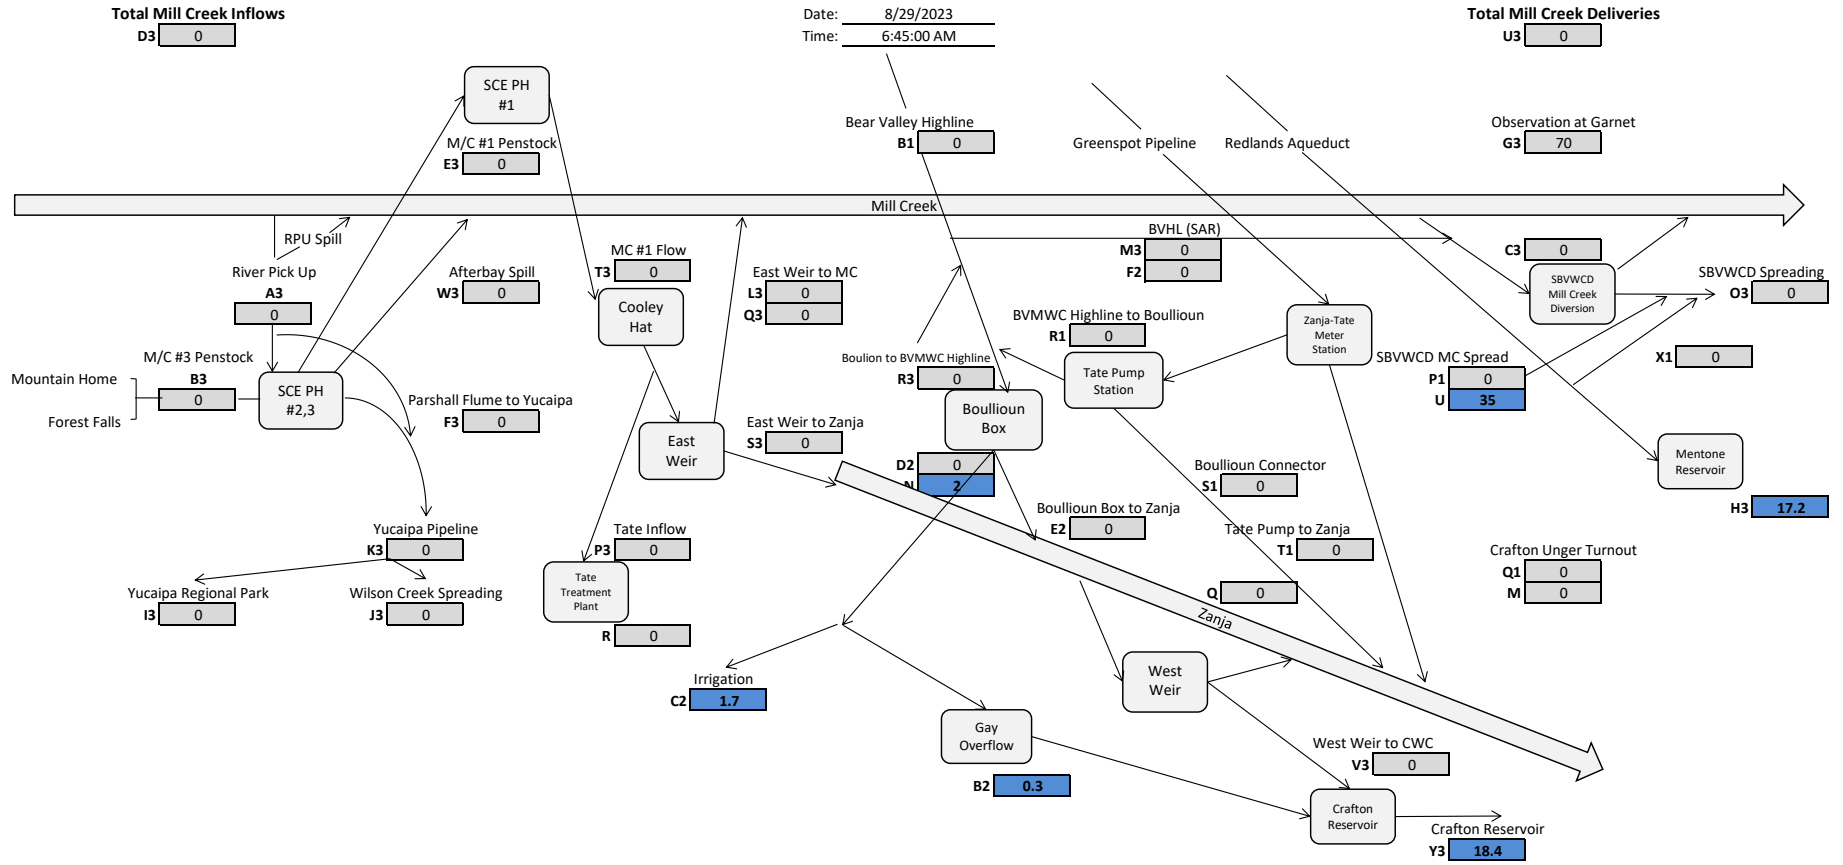 Total Mill Creek Inflows
D3 0
Date: 8/29/2023
Time: 6:45:00 AM
Total Mill Creek Deliveries
U3 0
SCE PH
#1
M/C #1 Penstock
E3 0
Bear Valley Highline
B1 0
Greenspot Pipeline
Redlands Aqueduct
Observation at Garnet
G3 70
Mill Creek
RPU Spill
River Pick Up
A3
0
Afterbay Spill
W3 0
MC #1 Flow
T3 0
Cooley
Hat
East Weir to MC
L3 0
Q3 0
BVHL (SAR)
M3 0
F2 0
C3 0
SBVWCD
Mill Creek
Diversion
SBVWCD Spreading
O3 0
BVMWC Highline to Boullioun
R1 0
Zanja-Tate
Meter
Station
M/C #3 Penstock
B3
0
Mountain Home
Forest Falls
SCE PH
#2,3
Parshall Flume to Yucaipa
F3 0
Boulion to BVMWC Highline
R3 0
Tate Pump
Station
SBVWCD MC Spread
P1 0
U 35
X1 0
Boullioun
Box
East
Weir
East Weir to Zanja
S3 0
D2 0
N 2
Boullioun Connector
S1 0
Mentone
Reservoir
H3 17.2
Boullioun Box to Zanja
E2 0
Yucaipa Pipeline
K3 0
Tate Inflow
P3 0
Tate Pump to Zanja
T1 0
Crafton Unger Turnout
Q1 0
M 0
Yucaipa Regional Park
I3 0
Wilson Creek Spreading
J3 0
Tate
Treatment
Plant
R 0
Q 0
Zanja
Irrigation
C2 1.7
West
Weir
Gay
Overflow
B2 0.3
West Weir to CWC
V3 0
Crafton
Reservoir
Crafton Reservoir
Y3 18.4